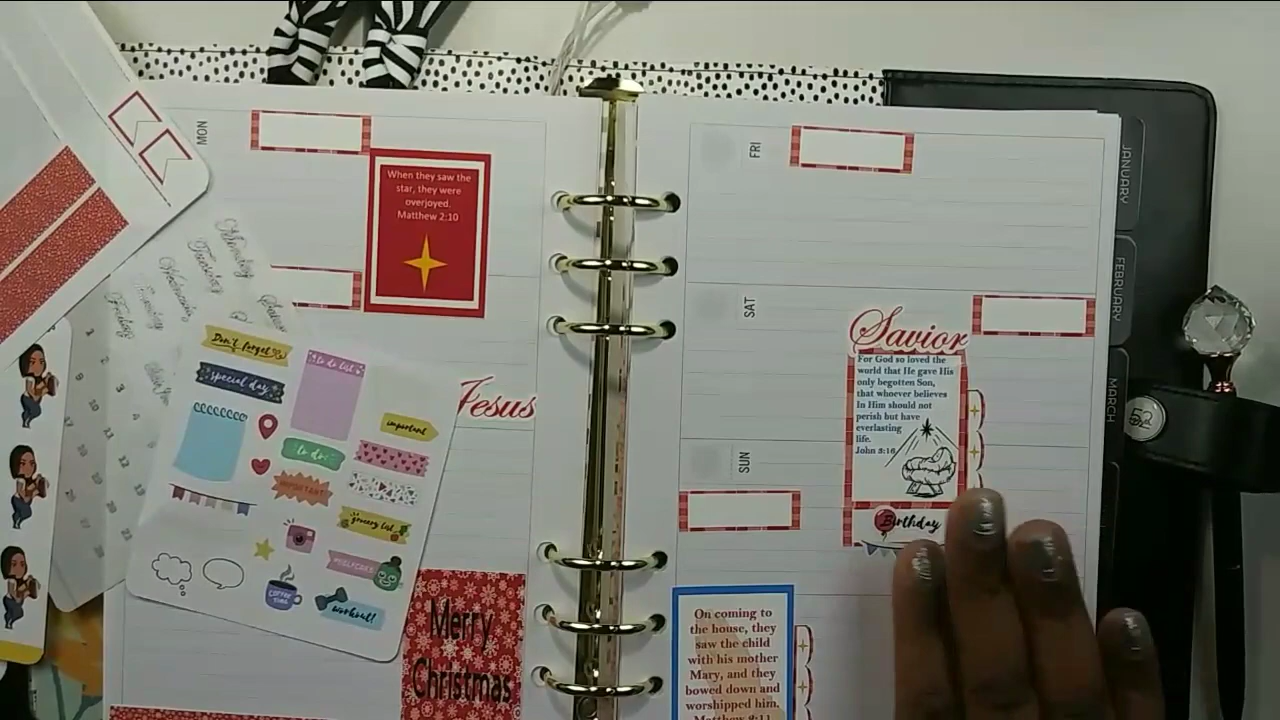 MON
When they saw the
star, they were
overjoyed.
Matthew 2:10
Monday
Tuesday
Friday
Don't forget
special day
to do list
important
to do:
IMPORTANT
grocery list
COFFEE
TIME
workout!
Jesus
Merry
Christmas
FRI
SAT
Savior
For God so loved the
world that He gave His
only begotten Son,
that whoever believes
In Him should not
perish but have
everlasting
life.
John 3:16
Birthday
SUN
On coming to
the house, they
saw the child
with his mother
Mary, and they
bowed down and
worshipped him.
JANUARY
FEBRUARY
MARCH
52